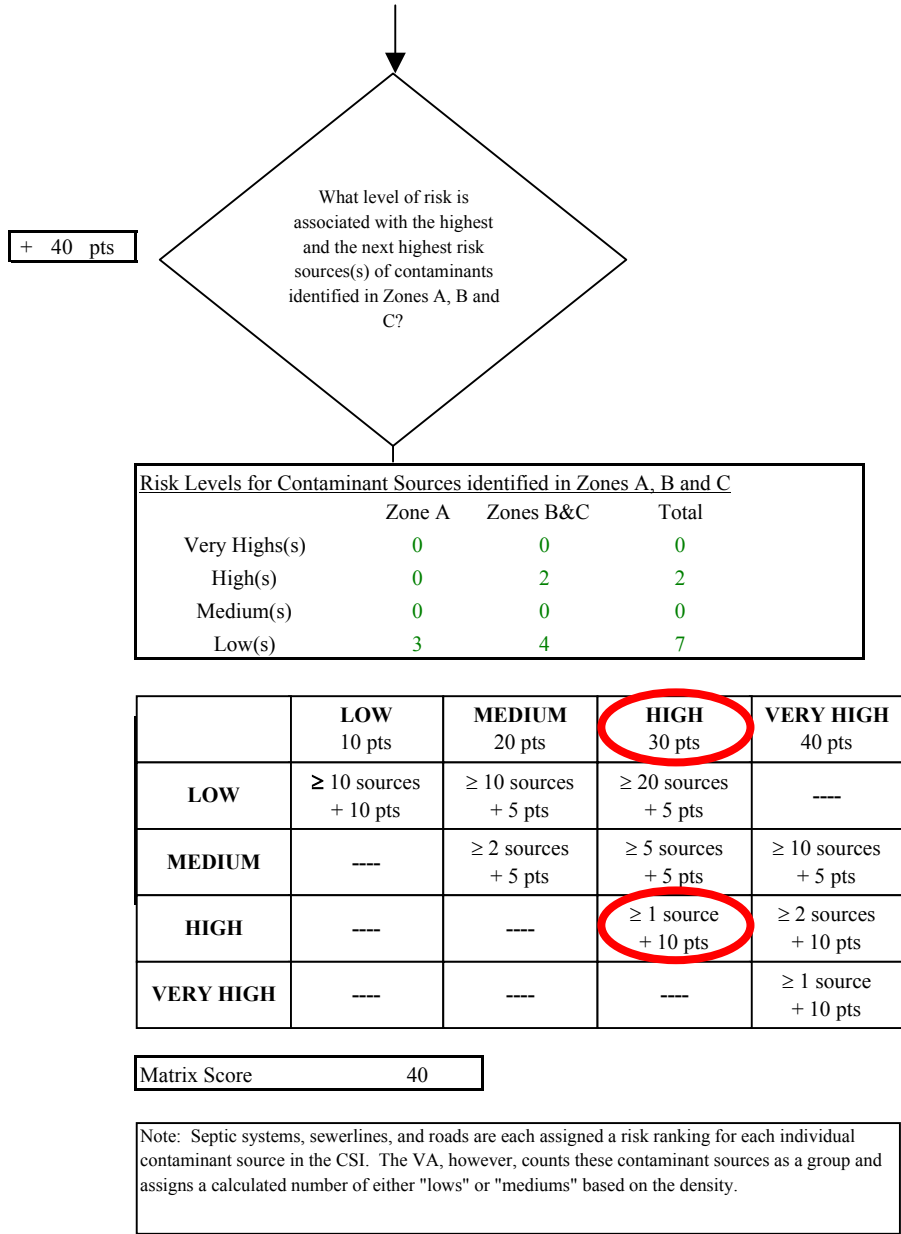 What level of risk is
associated with the highest
and the next highest risk
sources(s) of contaminants
identified in Zones A, B and
C?
+ 40 pts
Risk Levels for Contaminant Sources identified in Zones A, B and C
Zone A Zones B&C Total
Very Highs(s) 0 0 0
High(s) 0 2 2
Medium(s) 0 0 0
Low(s) 3 4 7
LOW MEDIUM HIGH VERY HIGH
10 pts 20 pts 30 pts 40 pts
LOW ≥ 10 sources ≥ 10 sources ≥ 20 sources ----
+ 10 pts + 5 pts + 5 pts
MEDIUM ---- ≥ 2 sources ≥ 5 sources ≥ 10 sources
+ 5 pts + 5 pts + 5 pts
HIGH ---- ---- ≥ 1 source ≥ 2 sources
+ 10 pts + 10 pts
VERY HIGH ---- ---- ---- ≥ 1 source
+ 10 pts
Matrix Score 40
Note: Septic systems, sewerlines, and roads are each assigned a risk ranking for each individual
contaminant source in the CSI. The VA, however, counts these contaminant sources as a group and
assigns a calculated number of either "lows" or "mediums" based on the density.